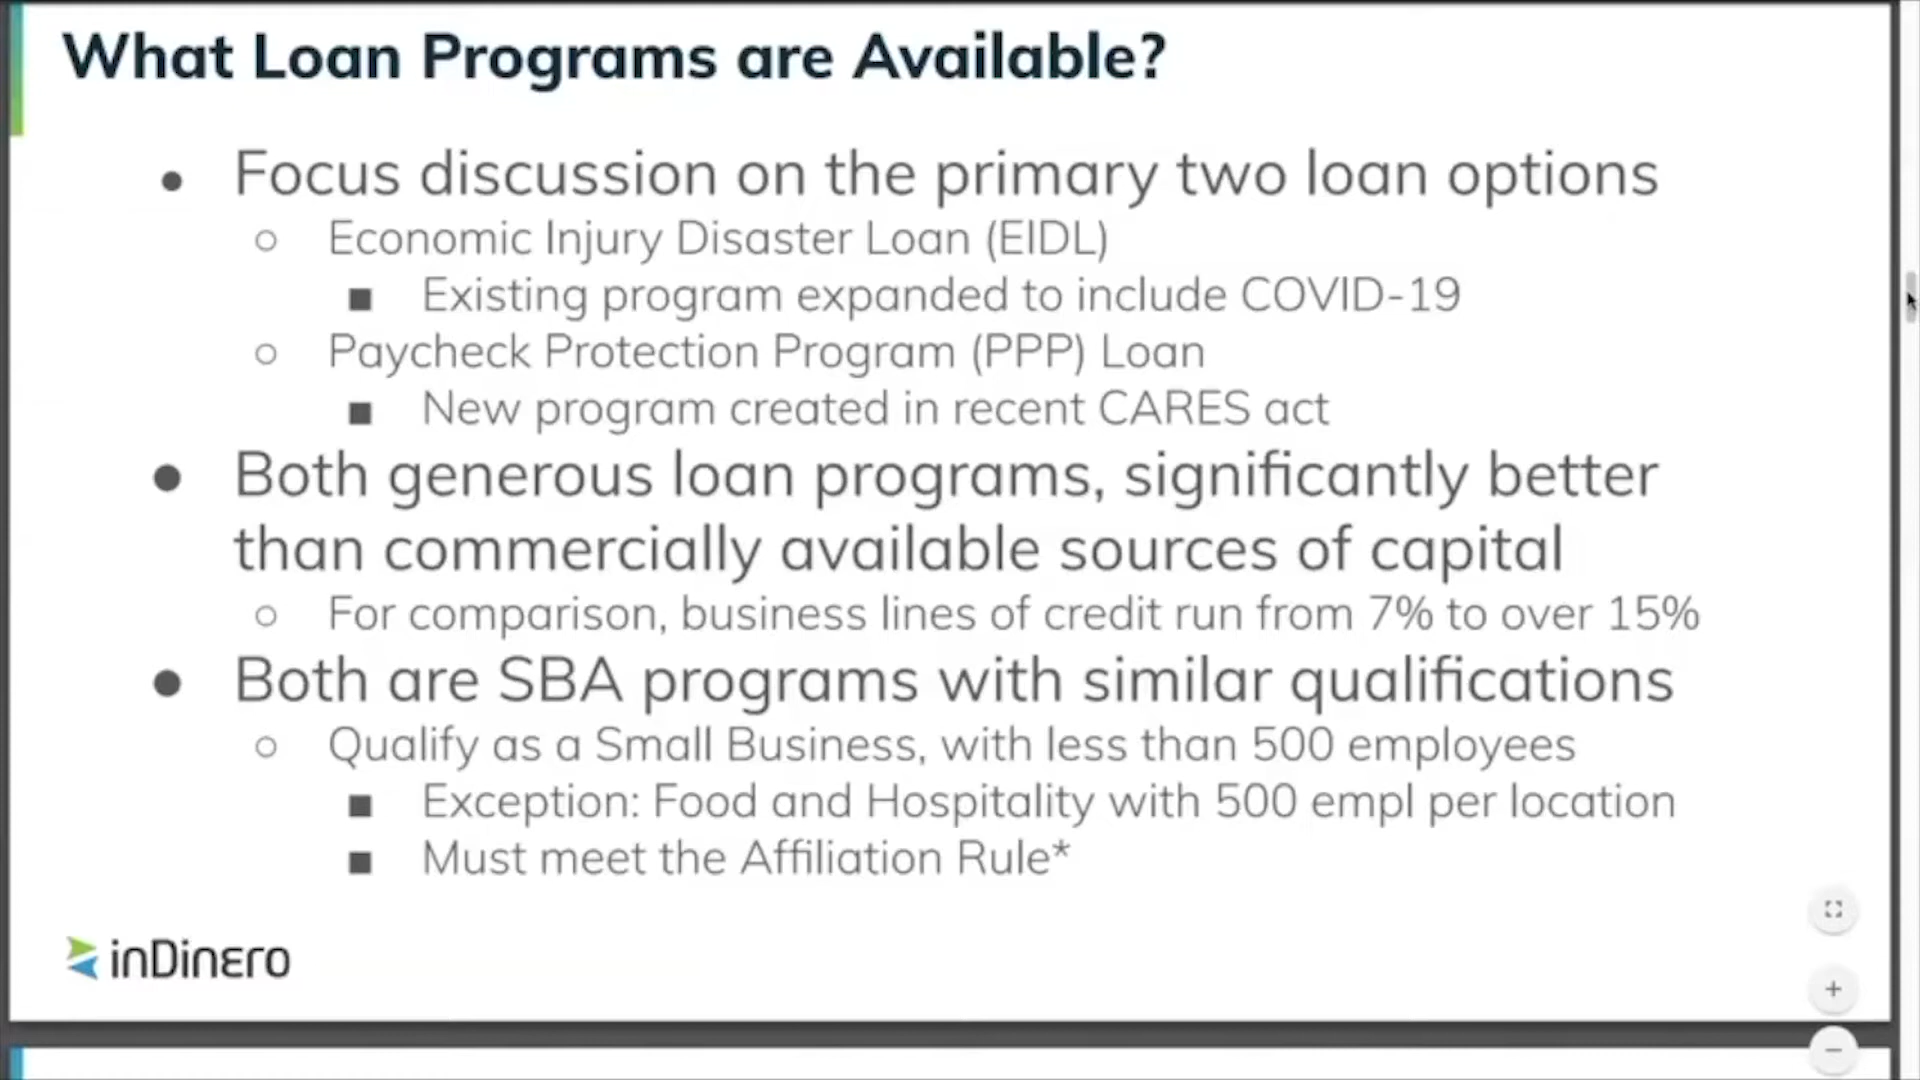 What Loan Programs are Available?
● Focus discussion on the primary two loan options
○ Economic Injury Disaster Loan (EIDL)
■ Existing program expanded to include COVID-19
○ Paycheck Protection Program (PPP) Loan
■ New program created in recent CARES act
● Both generous loan programs, significantly better
than commercially available sources of capital
○ For comparison, business lines of credit run from 7% to over 15%
● Both are SBA programs with similar qualifications
○ Qualify as a Small Business, with less than 500 employees
■ Exception: Food and Hospitality with 500 empl per location
■ Must meet the Affiliation Rule*
inDinero